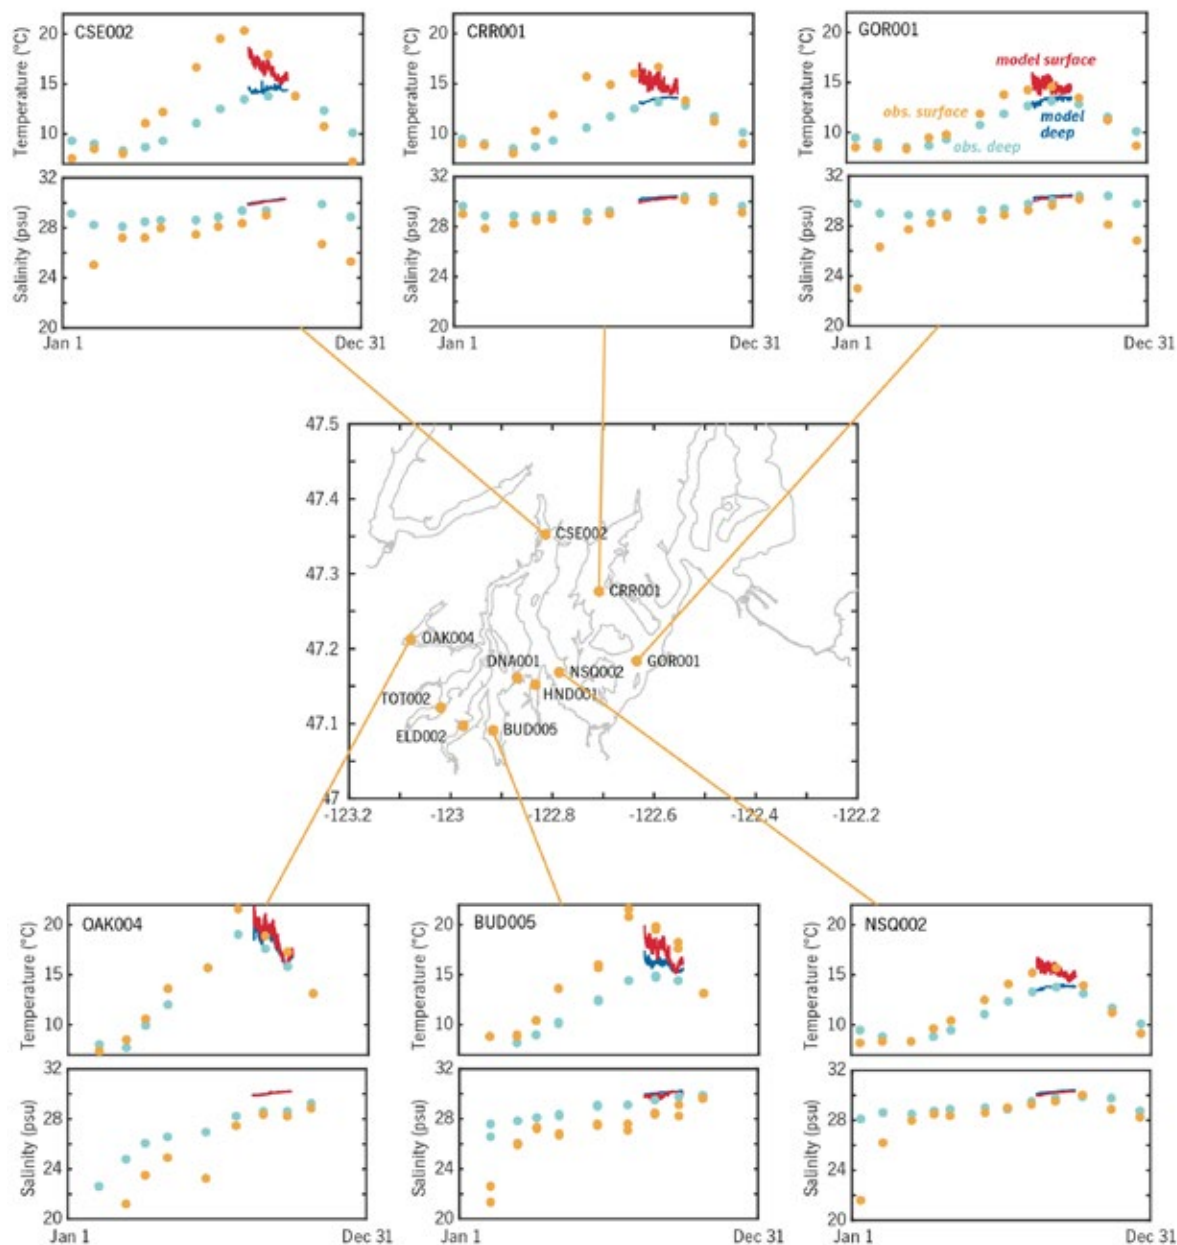 CSE002
CRR001
GOR001
Temperature (°C)
20
15
10
Temperature (°C)
20
15
10
Temperature (°C)
20
15
10
model surface
obs. surface
model
deep
obs. deep
Salinity (psu)
32
28
24
20
Salinity (psu)
32
28
24
20
Salinity (psu)
32
28
24
20
Jan 1
Dec 31
Jan 1
Dec 31
Jan 1
Dec 31
47.5
47.4
47.3
47.2
47.1
47
CSE002
CRR001
OAK004
DNA001
NSQ002
GOR001
HND001
TOT002
ELD002
BUD005
-123.2
-123
-122.8
-122.6
-122.4
-122.2
OAK004
BUD005
NSQ002
Temperature (°C)
20
15
10
Temperature (°C)
20
15
10
Temperature (°C)
20
15
10
Salinity (psu)
32
28
24
20
Salinity (psu)
32
28
24
20
Salinity (psu)
32
28
24
20
Jan 1
Dec 31
Jan 1
Dec 31
Jan 1
Dec 31